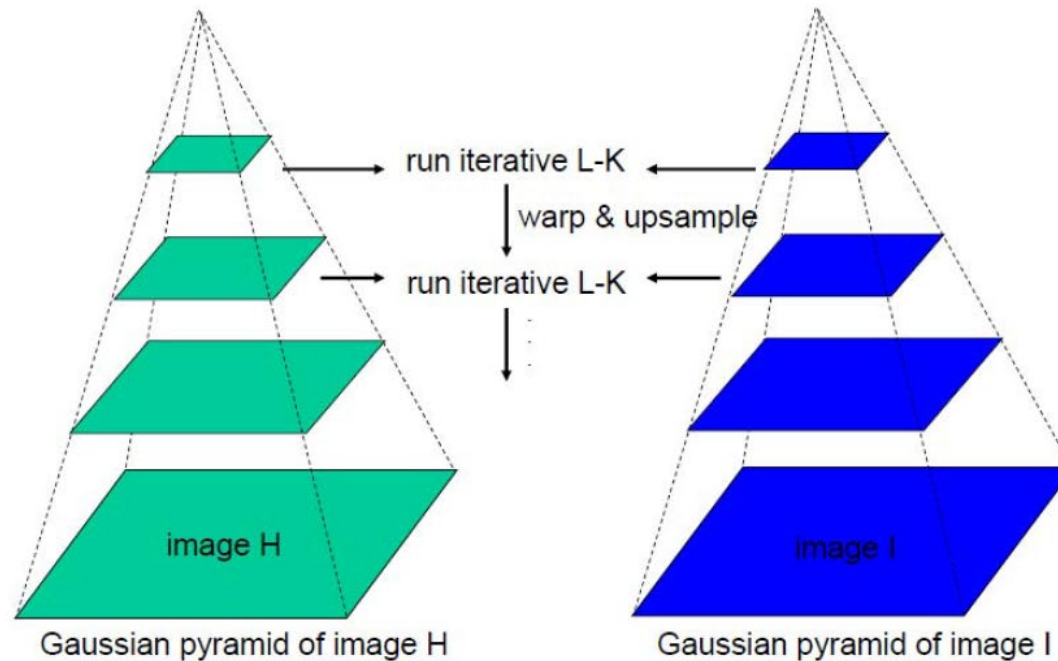 run iterative L-K
warp & upsample
run iterative L-K
image H
image I
Gaussian pyramid of image H
Gaussian pyramid of image I